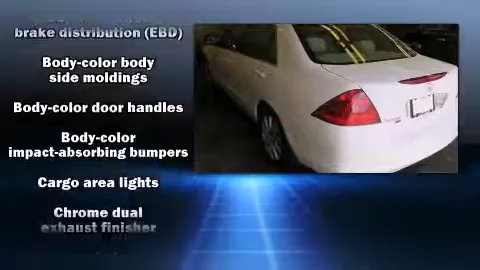 brake distribution (EBD)
Body-color body
side moldings
Body-color door handles
Body-color
impact-absorbing bumpers
Cargo area lights
Chrome dual
exhaust finisher